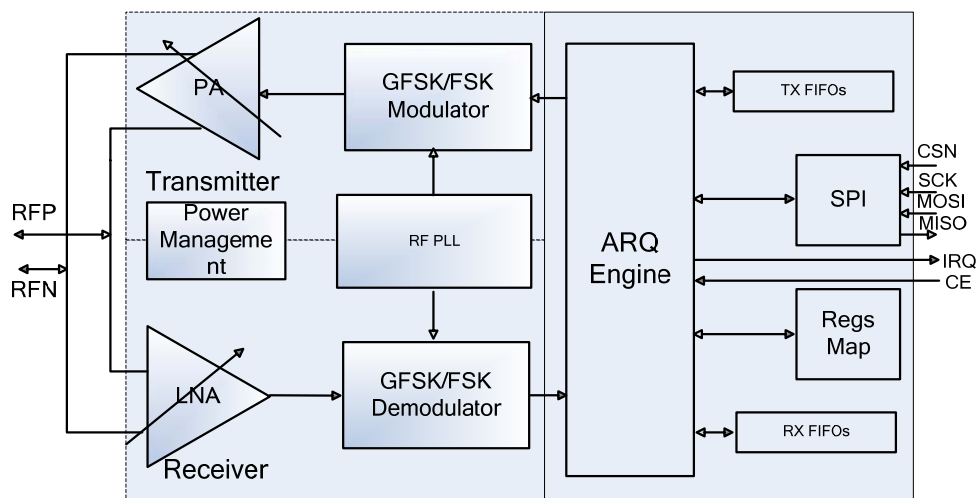 PA
GFSK/FSK
Modulator
TX FIFOs
CSN
SCK
SPI
MOSI
MISO
Transmitter
Power
Manageme
nt
RFP
RFN
RF PLL
ARQ
Engine
IRQ
CE
Regs
Map
LNA
GFSK/FSK
Demodulator
RX FIFOs
Receiver